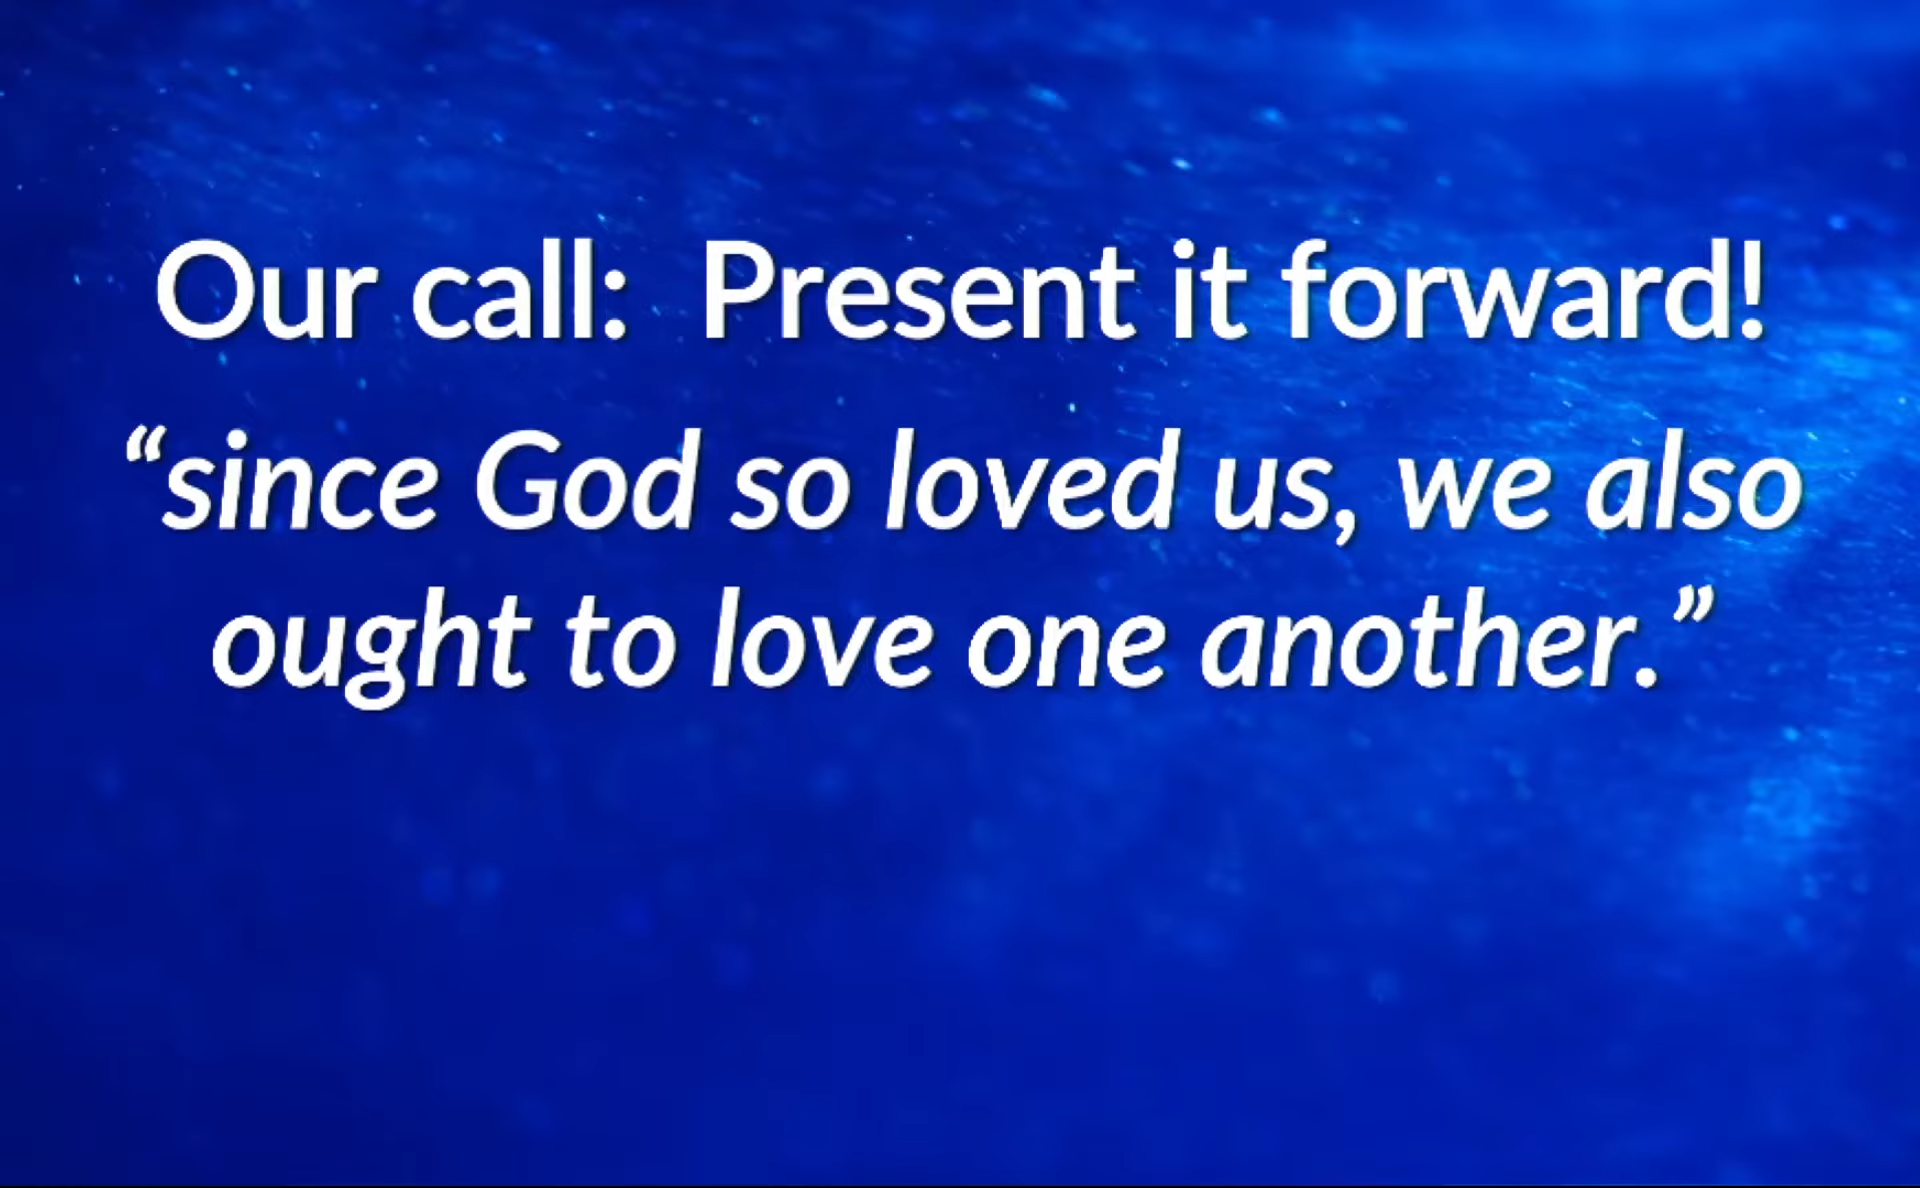 Our call:  Present it forward!
“since God so loved us, we also
ought to love one another.”